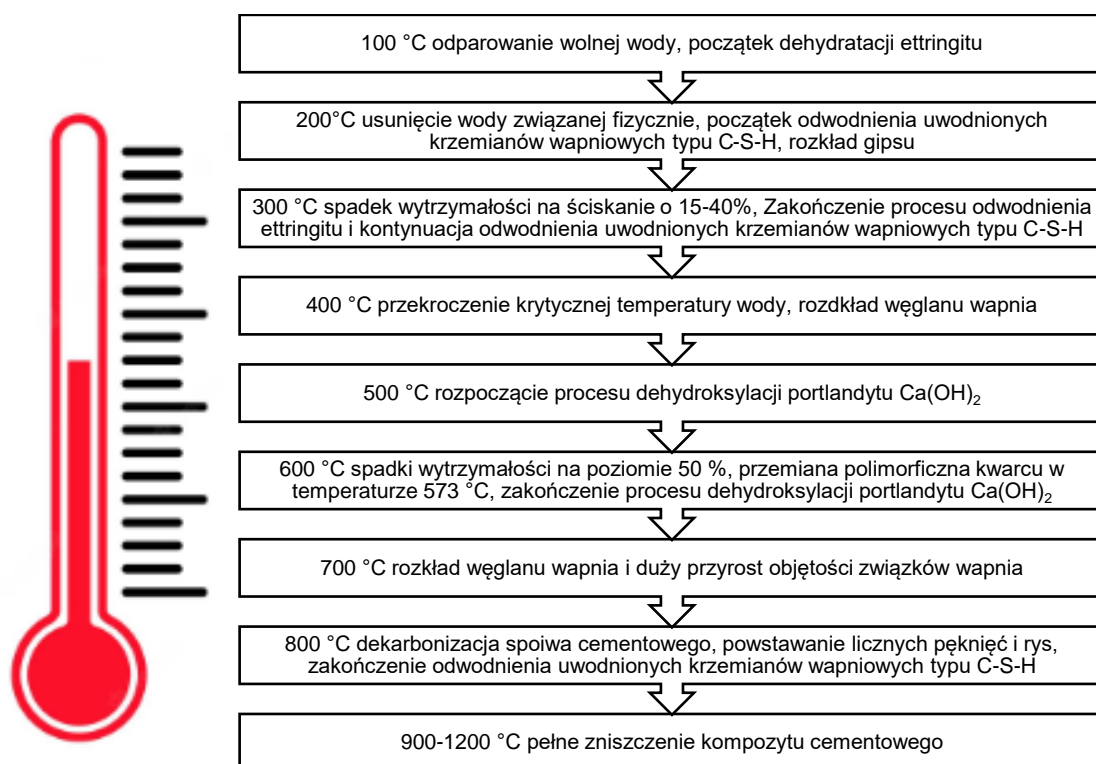 100 °C odparowanie wolnej wody, początek dehydratacji ettringitu
200°C usunięcie wody związanej fizycznie, początek odwodnienia uwodnionych
krzemianów wapniowych typu C-S-H, rozkład gipsu
300 °C spadek wytrzymałości na ściskanie o 15-40%, Zakończenie procesu odwodnienia
ettringitu i kontynuacja odwodnienia uwodnionych krzemianów wapniowych typu C-S-H
400 °C przekroczenie krytycznej temperatury wody, rozdkład węglanu wapnia
500 °C rozpoczącie procesu dehydroksylacji portlandytu Ca(OH)₂
600 °C spadki wytrzymałości na poziomie 50 %, przemiana polimorficzna kwarcu w
temperaturze 573 °C, zakończenie procesu dehydroksylacji portlandytu Ca(OH)₂
700 °C rozkład węglanu wapnia i duży przyrost objętości związków wapnia
800 °C dekarbonizacja spoiwa cementowego, powstawanie licznych pęknięć i rys,
zakończenie odwodnienia uwodnionych krzemianów wapniowych typu C-S-H
900-1200 °C pełne zniszczenie kompozytu cementowego